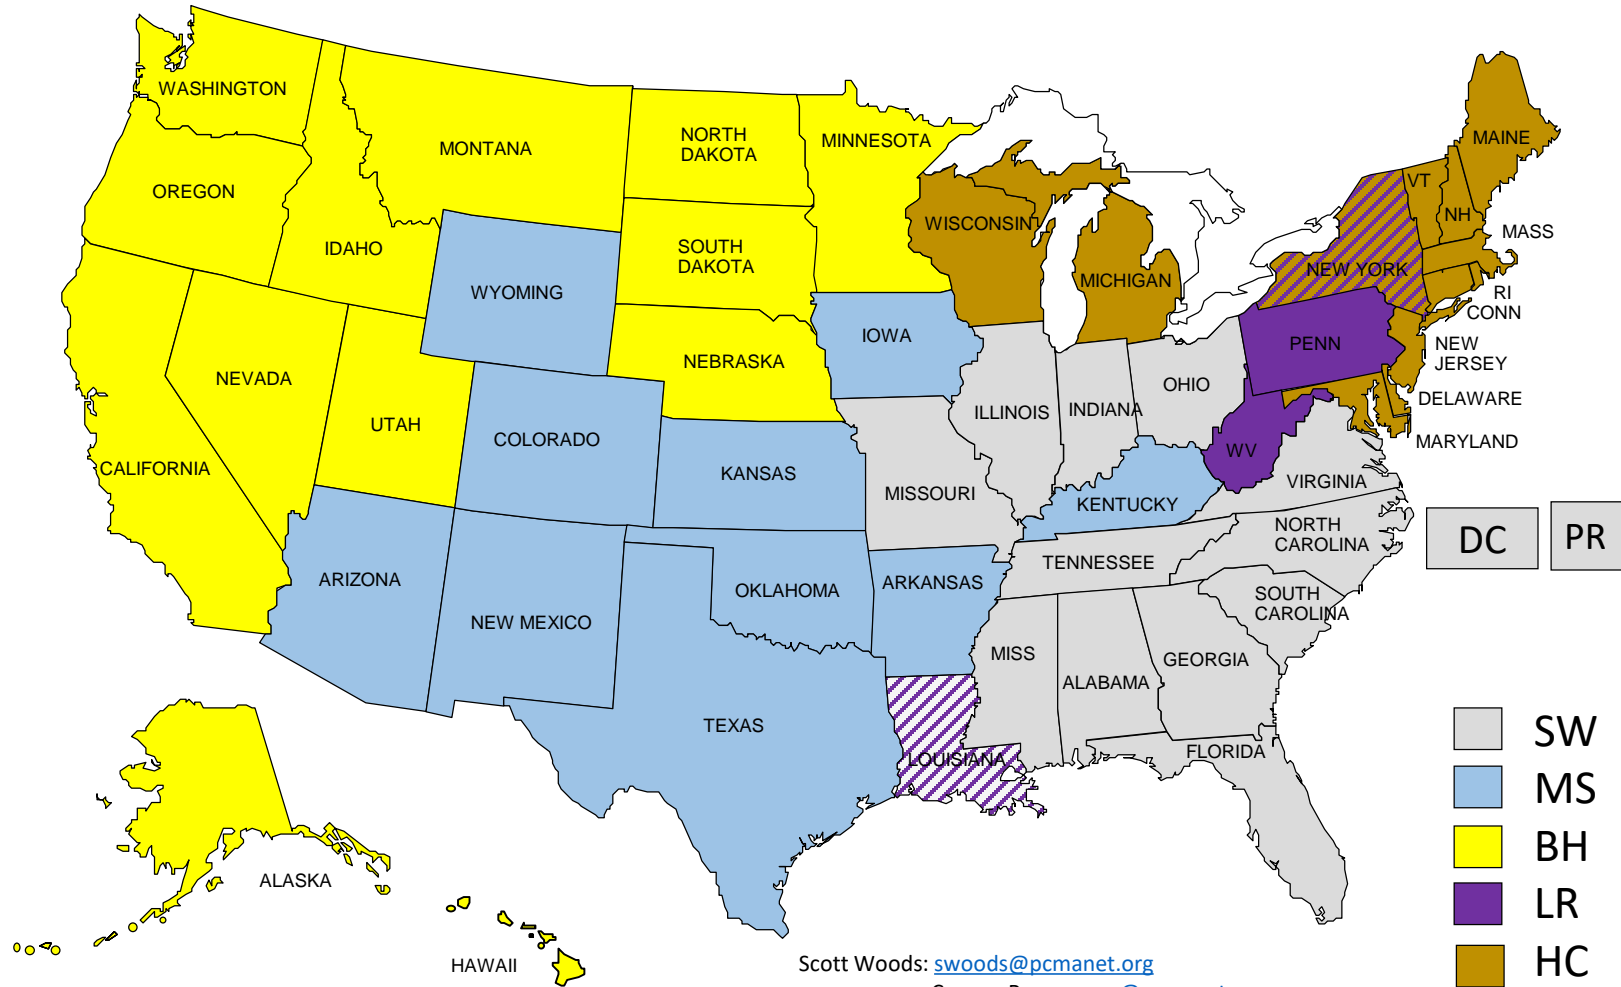 WASHINGTON
OREGON
CALIFORNIA
NEVADA
IDAHO
MONTANA
WYOMING
UTAH
COLORADO
ARIZONA
NEW MEXICO
NORTH
DAKOTA
SOUTH
DAKOTA
NEBRASKA
KANSAS
OKLAHOMA
TEXAS
MINNESOTA
IOWA
MISSOURI
ARKANSAS
LOUISIANA
WISCONSIN
ILLINOIS
MICHIGAN
INDIANA
OHIO
KENTUCKY
TENNESSEE
MISS
ALABAMA
GEORGIA
FLORIDA
SOUTH
CAROLINA
NORTH
CAROLINA
VIRGINIA
WV
PENN
NEW YORK
VT
NH
MAINE
MASS
RI
CONN
NEW
JERSEY
DELAWARE
MARYLAND
DC
PR
ALASKA
HAWAII
SW
MS
BH
LR
HC
Scott Woods: swoods@pcmanet.org